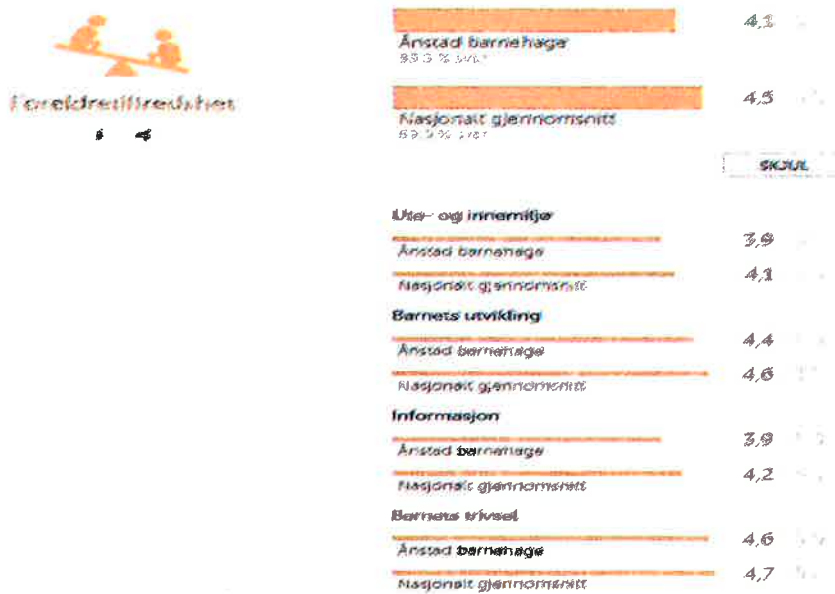 4,1
Ånstad barnehage
Foreldretilfredshet
4,5
Nasjonalt gjennomsnitt
SKJUL
Ute- og innemiljø
3,9
Ånstad barnehage
4,1
Nasjonalt gjennomsnitt
Barnets utvikling
4,4
Ånstad barnehage
4,6
Nasjonalt gjennomsnitt
Informasjon
3,9
Ånstad barnehage
4,2
Nasjonalt gjennomsnitt
Barnets trivsel
4,6
Ånstad barnehage
4,7
Nasjonalt gjennomsnitt